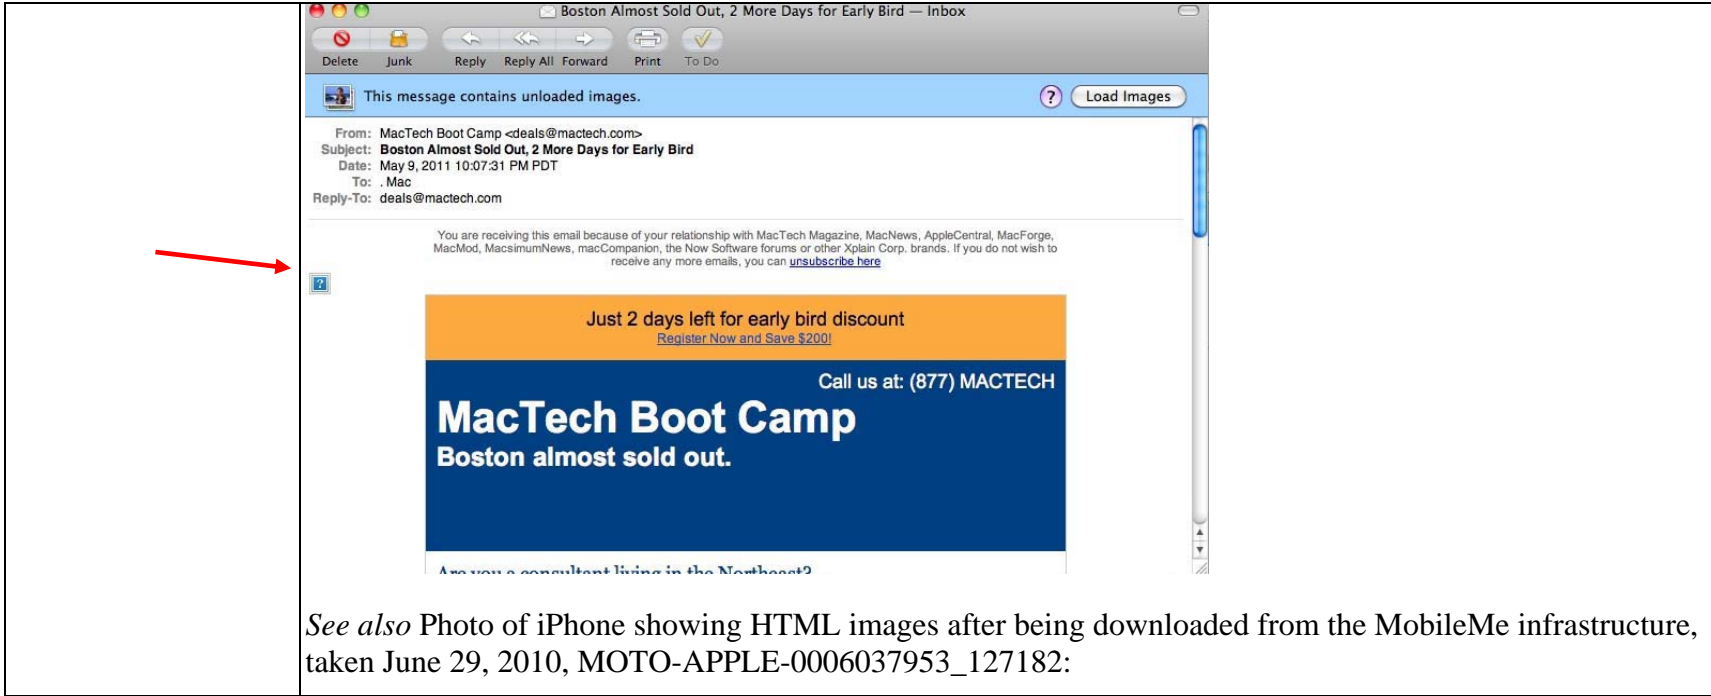 Boston Almost Sold Out, 2 More Days for Early Bird — Inbox
Delete Junk Reply Reply All Forward Print To Do
This message contains unloaded images. ? Load Images
From: MacTech Boot Camp <deals@mactech.com>
Subject: Boston Almost Sold Out, 2 More Days for Early Bird
Date: May 9, 2011 10:07:31 PM PDT
To: . Mac
Reply-To: deals@mactech.com
You are receiving this email because of your relationship with MacTech Magazine, MacNews, AppleCentral, MacForge,
MacMod, MacsimumNews, macCompanion, the Now Software forums or other Xplain Corp. brands. If you do not wish to
receive any more emails, you can unsubscribe here
?
Just 2 days left for early bird discount
Register Now and Save $200!
Call us at: (877) MACTECH
MacTech Boot Camp
Boston almost sold out.
Are you a consultant living in the Northeast?
See also Photo of iPhone showing HTML images after being downloaded from the MobileMe infrastructure,
taken June 29, 2010, MOTO-APPLE-0006037953_127182: